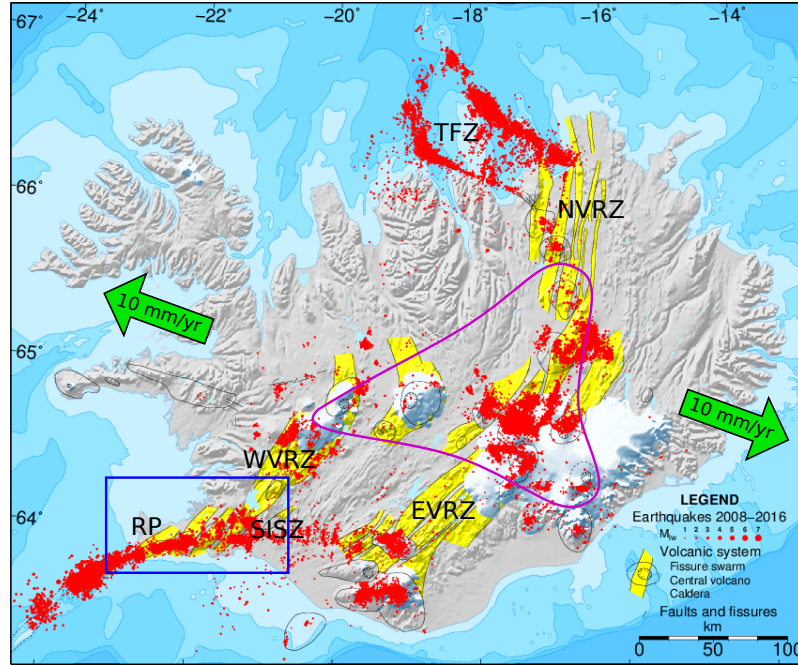 −24° −22° −20° −18° −16° −14°
67°
TFZ
66°
NVRZ
10 mm/yr
65°
10 mm/yr
WVRZ
EVRZ
64°
RP
SISZ
LEGEND
Earthquakes 2008−2016
Mlw 1 2 3 4 5 6 7
Volcanic system
Fissure swarm
Central volcano
Caldera
Faults and fissures
km
0 50 100